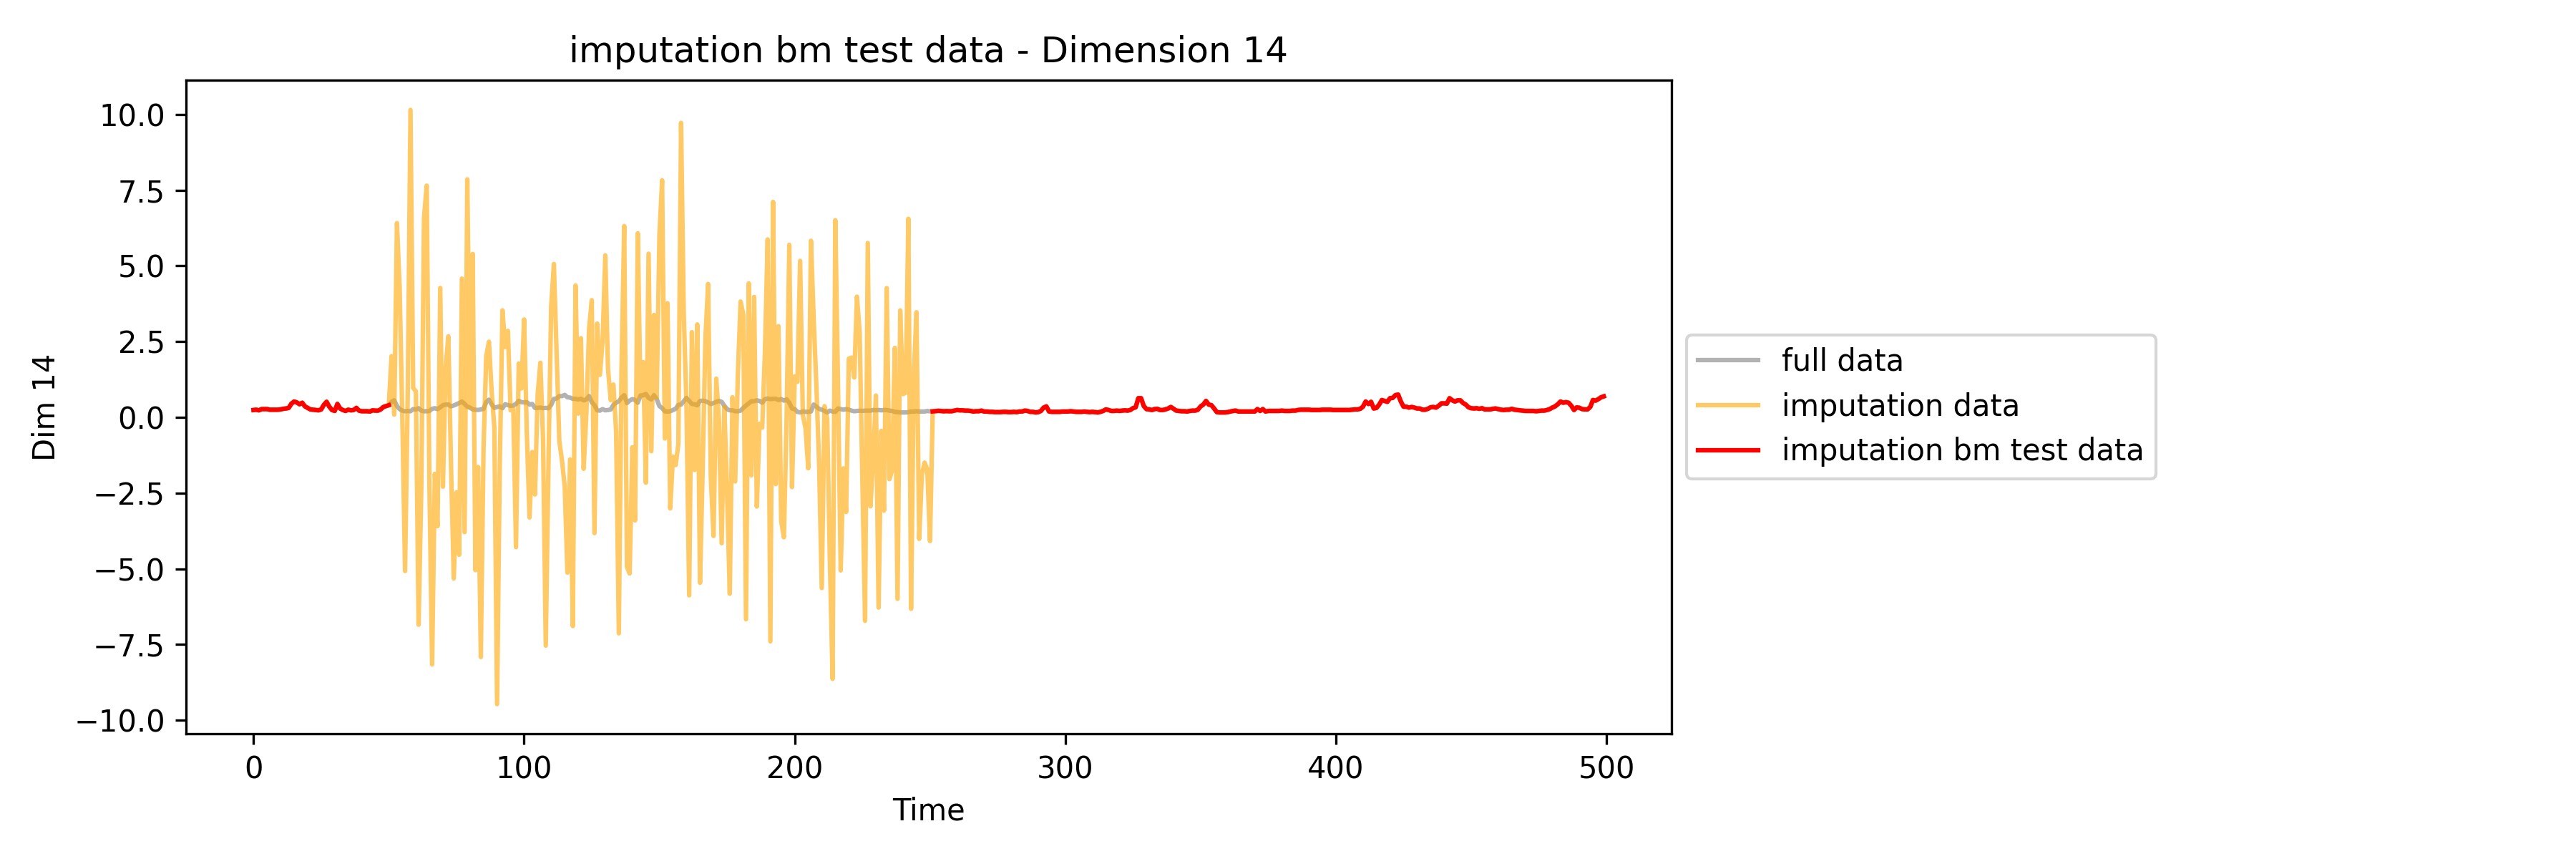 imputation bm test data - Dimension 14
10.0
7.5
5.0
2.5
0.0
−2.5
−5.0
−7.5
−10.0
Dim 14
0 100 200 300 400 500
Time
full data
imputation data
imputation bm test data